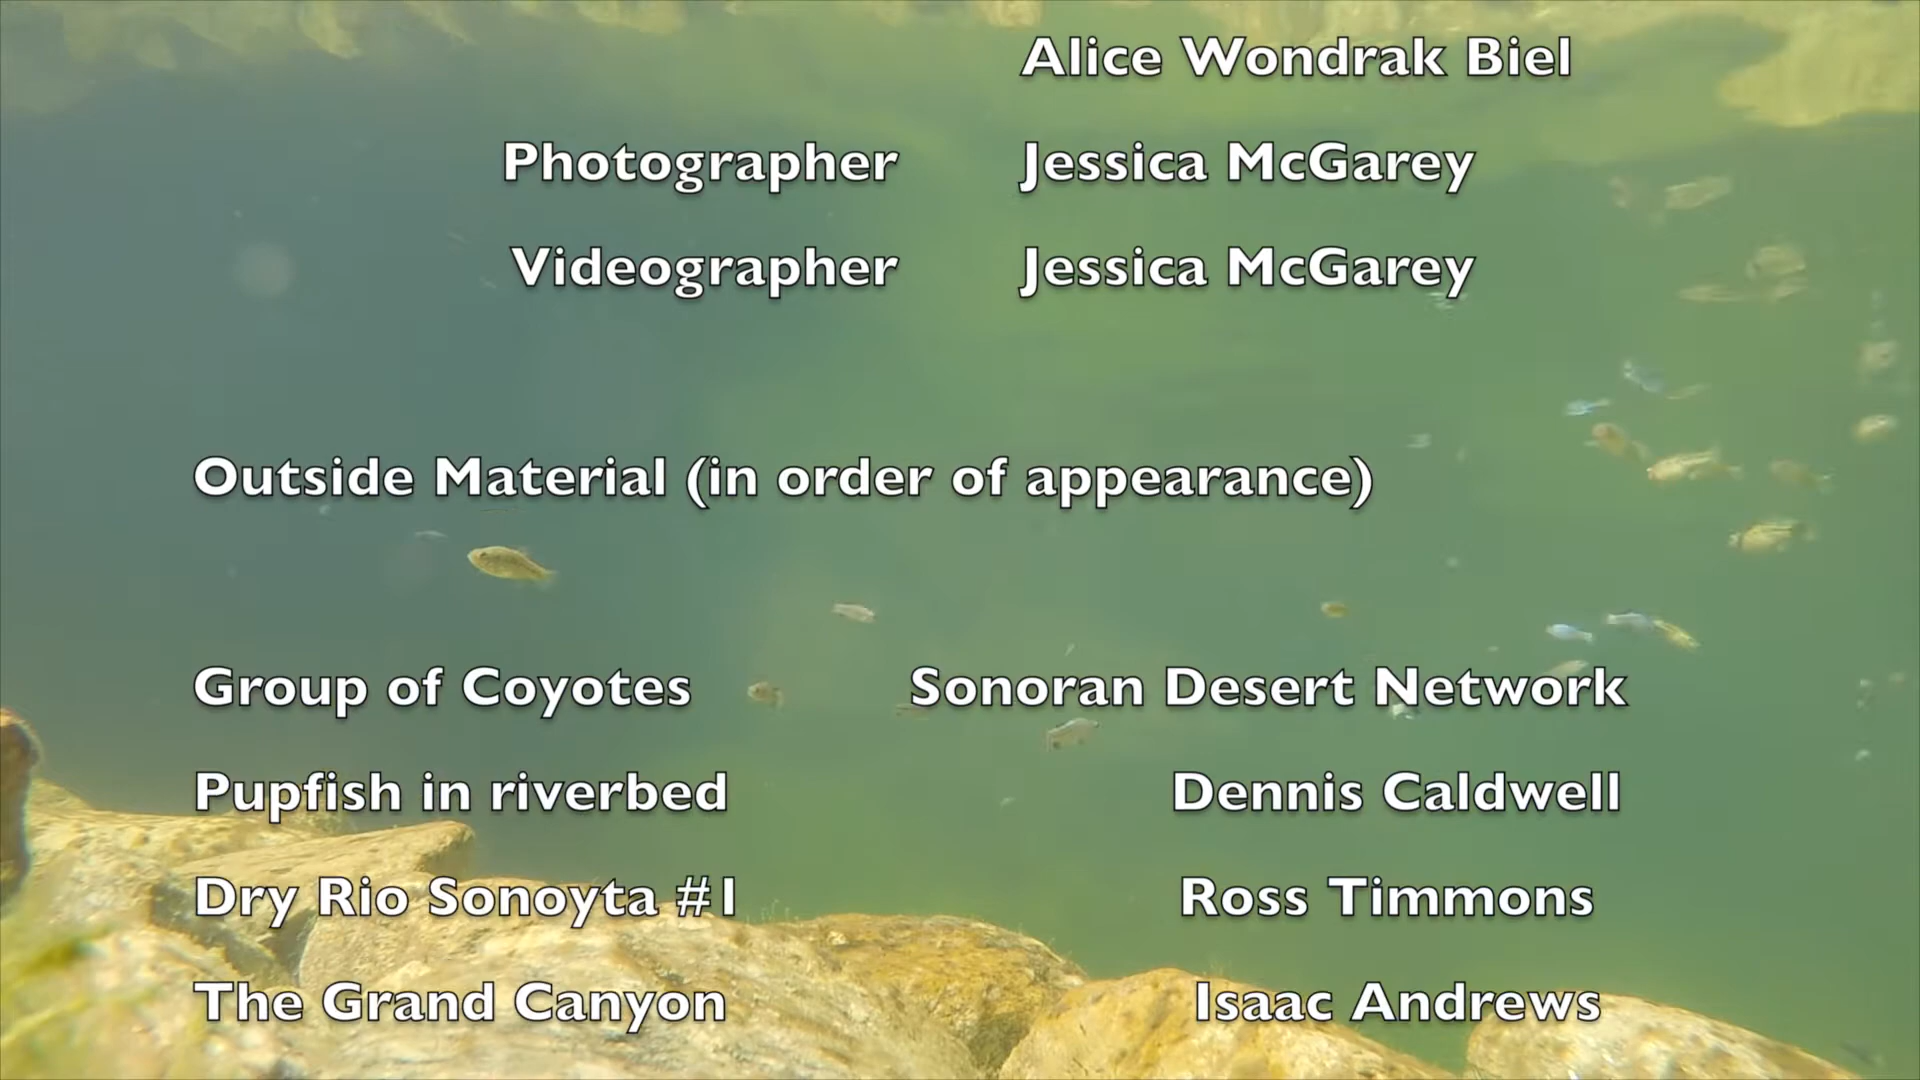 Alice Wondrak Biel
Photographer Jessica McGarey
Videographer Jessica McGarey
Outside Material (in order of appearance)
Group of Coyotes Sonoran Desert Network
Pupfish in riverbed Dennis Caldwell
Dry Rio Sonoyta #1 Ross Timmons
The Grand Canyon Isaac Andrews